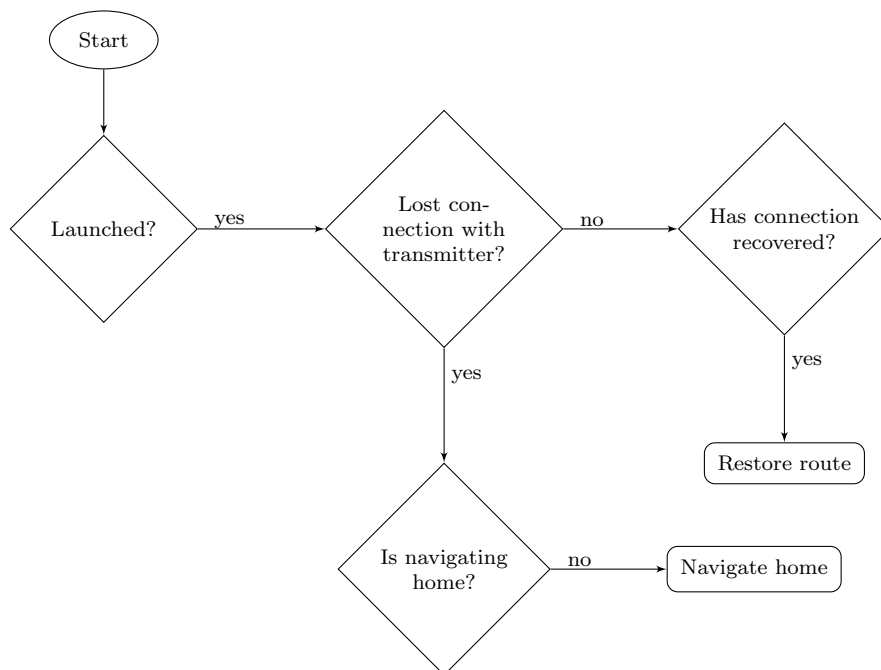 Start
Launched?
yes
Lost con-
nection with
transmitter?
no
Has connection
recovered?
yes
yes
Restore route
Is navigating
home?
no
Navigate home